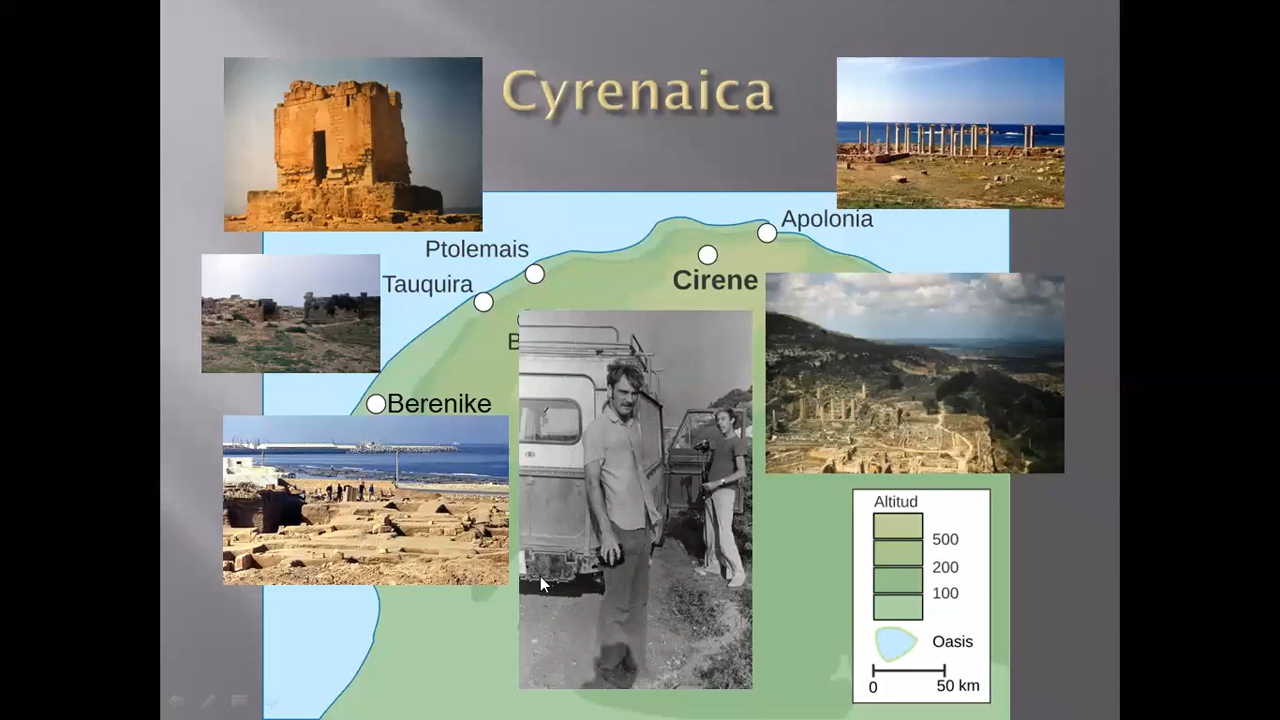 Cyrenaica
Apolonia
Ptolemais
Cirene
Tauquira
B
Berenike
Altitud
500
200
100
Oasis
0 50 km